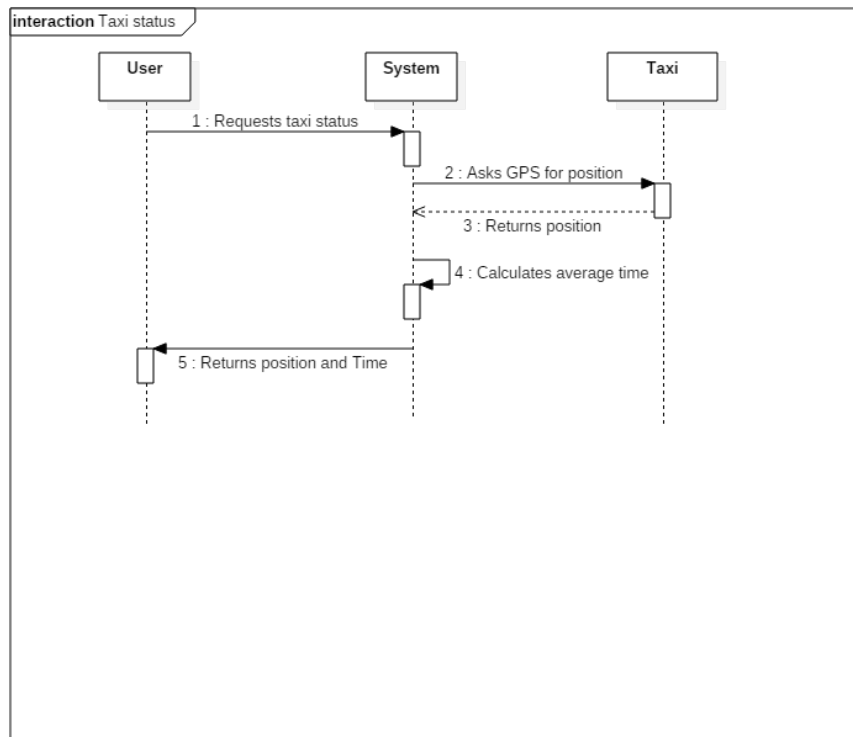 interaction Taxi status
User
System
Taxi
1 : Requests taxi status
2 : Asks GPS for position
3 : Returns position
4 : Calculates average time
5 : Returns position and Time